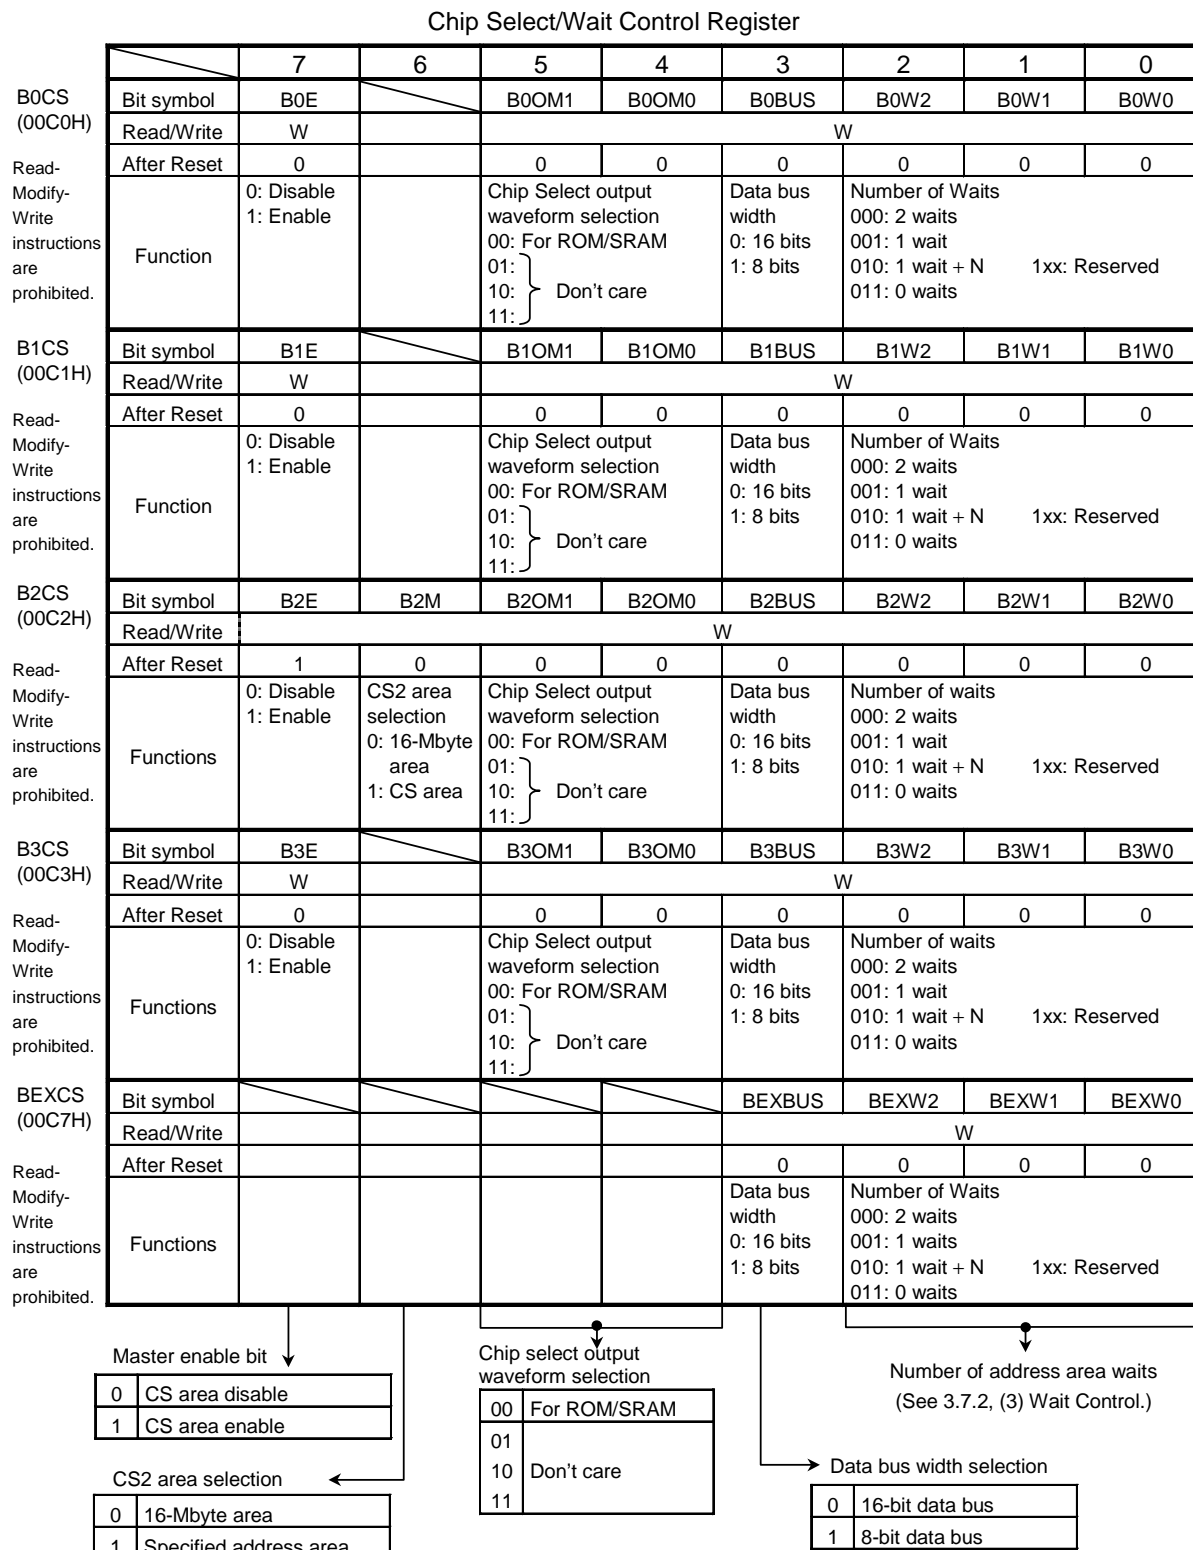 Chip Select/Wait Control Register
7 6 5 4 3 2 1 0
B0CS
(00C0H)
Read-
Modify-
Write
instructions
are
prohibited.
Bit symbol B0E B0OM1 B0OM0 B0BUS B0W2 B0W1 B0W0
Read/Write W W
After Reset 0 0 0 0 0 0 0
Function
0: Disable
1: Enable
Chip Select output
waveform selection
00: For ROM/SRAM
01:
10: Don't care
11:
Data bus
width
0: 16 bits
1: 8 bits
Number of Waits
000: 2 waits
001: 1 wait
010: 1 wait + N 1xx: Reserved
011: 0 waits
B1CS
(00C1H)
Read-
Modify-
Write
instructions
are
prohibited.
Bit symbol B1E B1OM1 B1OM0 B1BUS B1W2 B1W1 B1W0
Read/Write W W
After Reset 0 0 0 0 0 0 0
Function
0: Disable
1: Enable
Chip Select output
waveform selection
00: For ROM/SRAM
01:
10: Don't care
11:
Data bus
width
0: 16 bits
1: 8 bits
Number of Waits
000: 2 waits
001: 1 wait
010: 1 wait + N 1xx: Reserved
011: 0 waits
B2CS
(00C2H)
Read-
Modify-
Write
instructions
are
prohibited.
Bit symbol B2E B2M B2OM1 B2OM0 B2BUS B2W2 B2W1 B2W0
Read/Write W
After Reset 1 0 0 0 0 0 0 0
Functions
0: Disable
1: Enable
CS2 area
selection
0: 16-Mbyte
area
1: CS area
Chip Select output
waveform selection
00: For ROM/SRAM
01:
10: Don't care
11:
Data bus
width
0: 16 bits
1: 8 bits
Number of waits
000: 2 waits
001: 1 wait
010: 1 wait + N 1xx: Reserved
011: 0 waits
B3CS
(00C3H)
Read-
Modify-
Write
instructions
are
prohibited.
Bit symbol B3E B3OM1 B3OM0 B3BUS B3W2 B3W1 B3W0
Read/Write W W
After Reset 0 0 0 0 0 0 0
Functions
0: Disable
1: Enable
Chip Select output
waveform selection
00: For ROM/SRAM
01:
10: Don't care
11:
Data bus
width
0: 16 bits
1: 8 bits
Number of waits
000: 2 waits
001: 1 wait
010: 1 wait + N 1xx: Reserved
011: 0 waits
BEXCS
(00C7H)
Read-
Modify-
Write
instructions
are
prohibited.
Bit symbol BEXBUS BEXW2 BEXW1 BEXW0
Read/Write W
After Reset 0 0 0 0
Functions
Data bus
width
0: 16 bits
1: 8 bits
Number of Waits
000: 2 waits
001: 1 waits
010: 1 wait + N 1xx: Reserved
011: 0 waits
Master enable bit
0 CS area disable
1 CS area enable
CS2 area selection
0 16-Mbyte area
1 Specified address area
Chip select output
waveform selection
00 For ROM/SRAM
01
10 Don't care
11
Number of address area waits
(See 3.7.2, (3) Wait Control.)
Data bus width selection
0 16-bit data bus
1 8-bit data bus